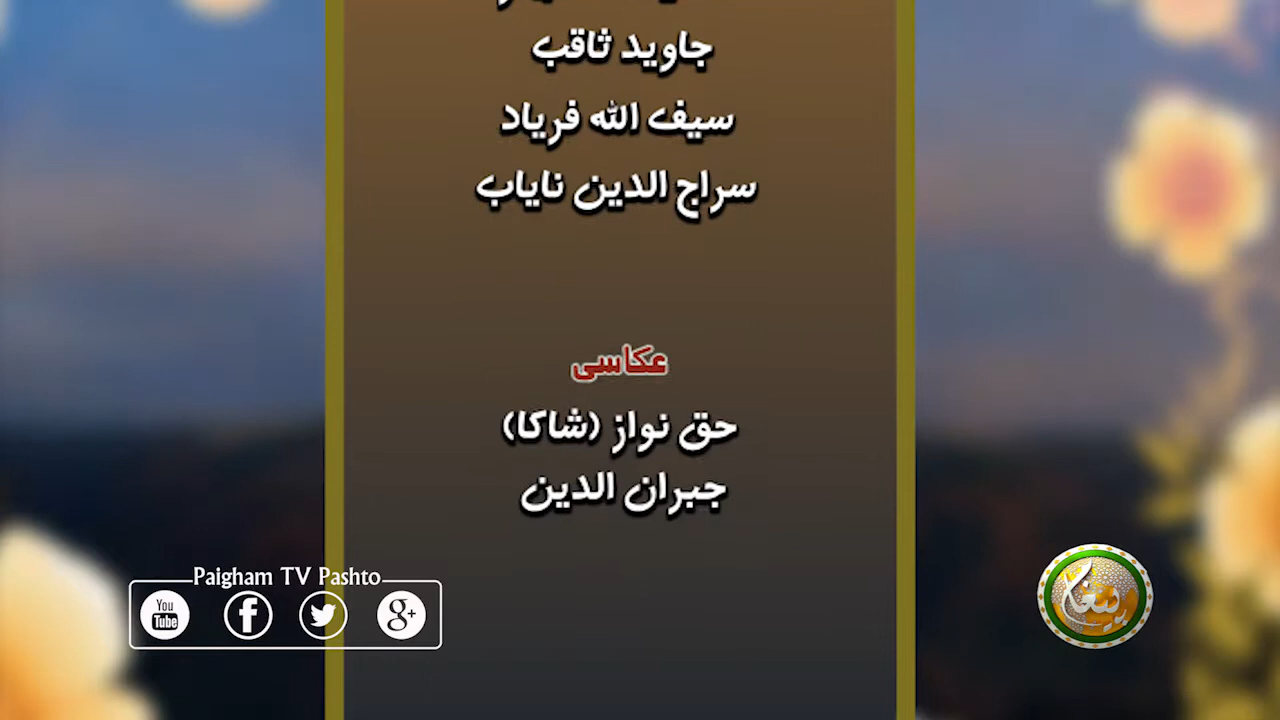 جاوید ثاقب
سیف الله فریاد
سراج الدین نایاب
عکاسی
حق نواز (شاکا)
جبران الدین
Paigham TV Pashto
You Tube
f
g+
پیغام